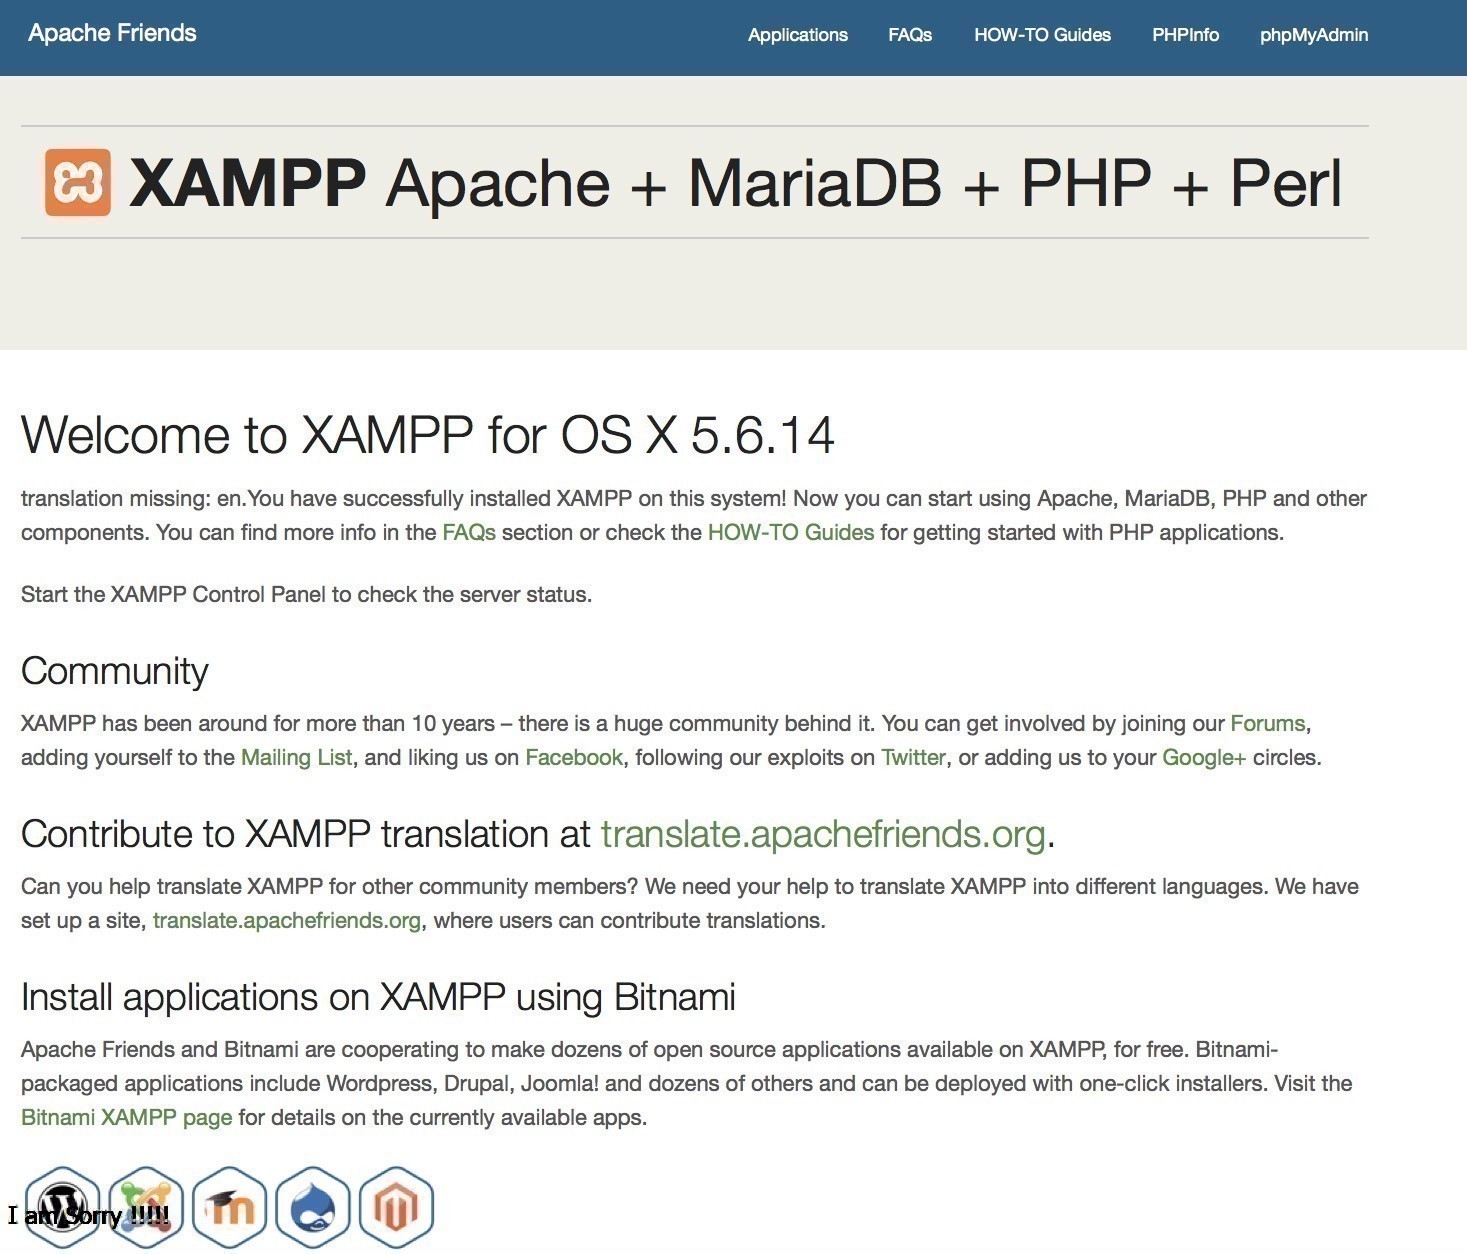 Apache Friends
Applications FAQs HOW-TO Guides PHPInfo phpMyAdmin
XAMPP Apache + MariaDB + PHP + Perl
Welcome to XAMPP for OS X 5.6.14
translation missing: en.You have successfully installed XAMPP on this system! Now you can start using Apache, MariaDB, PHP and other
components. You can find more info in the FAQs section or check the HOW-TO Guides for getting started with PHP applications.
Start the XAMPP Control Panel to check the server status.
Community
XAMPP has been around for more than 10 years – there is a huge community behind it. You can get involved by joining our Forums,
adding yourself to the Mailing List, and liking us on Facebook, following our exploits on Twitter, or adding us to your Google+ circles.
Contribute to XAMPP translation at translate.apachefriends.org.
Can you help translate XAMPP for other community members? We need your help to translate XAMPP into different languages. We have
set up a site, translate.apachefriends.org, where users can contribute translations.
Install applications on XAMPP using Bitnami
Apache Friends and Bitnami are cooperating to make dozens of open source applications available on XAMPP, for free. Bitnami-
packaged applications include Wordpress, Drupal, Joomla! and dozens of others and can be deployed with one-click installers. Visit the
Bitnami XAMPP page for details on the currently available apps.
I am Sorry !!!!!